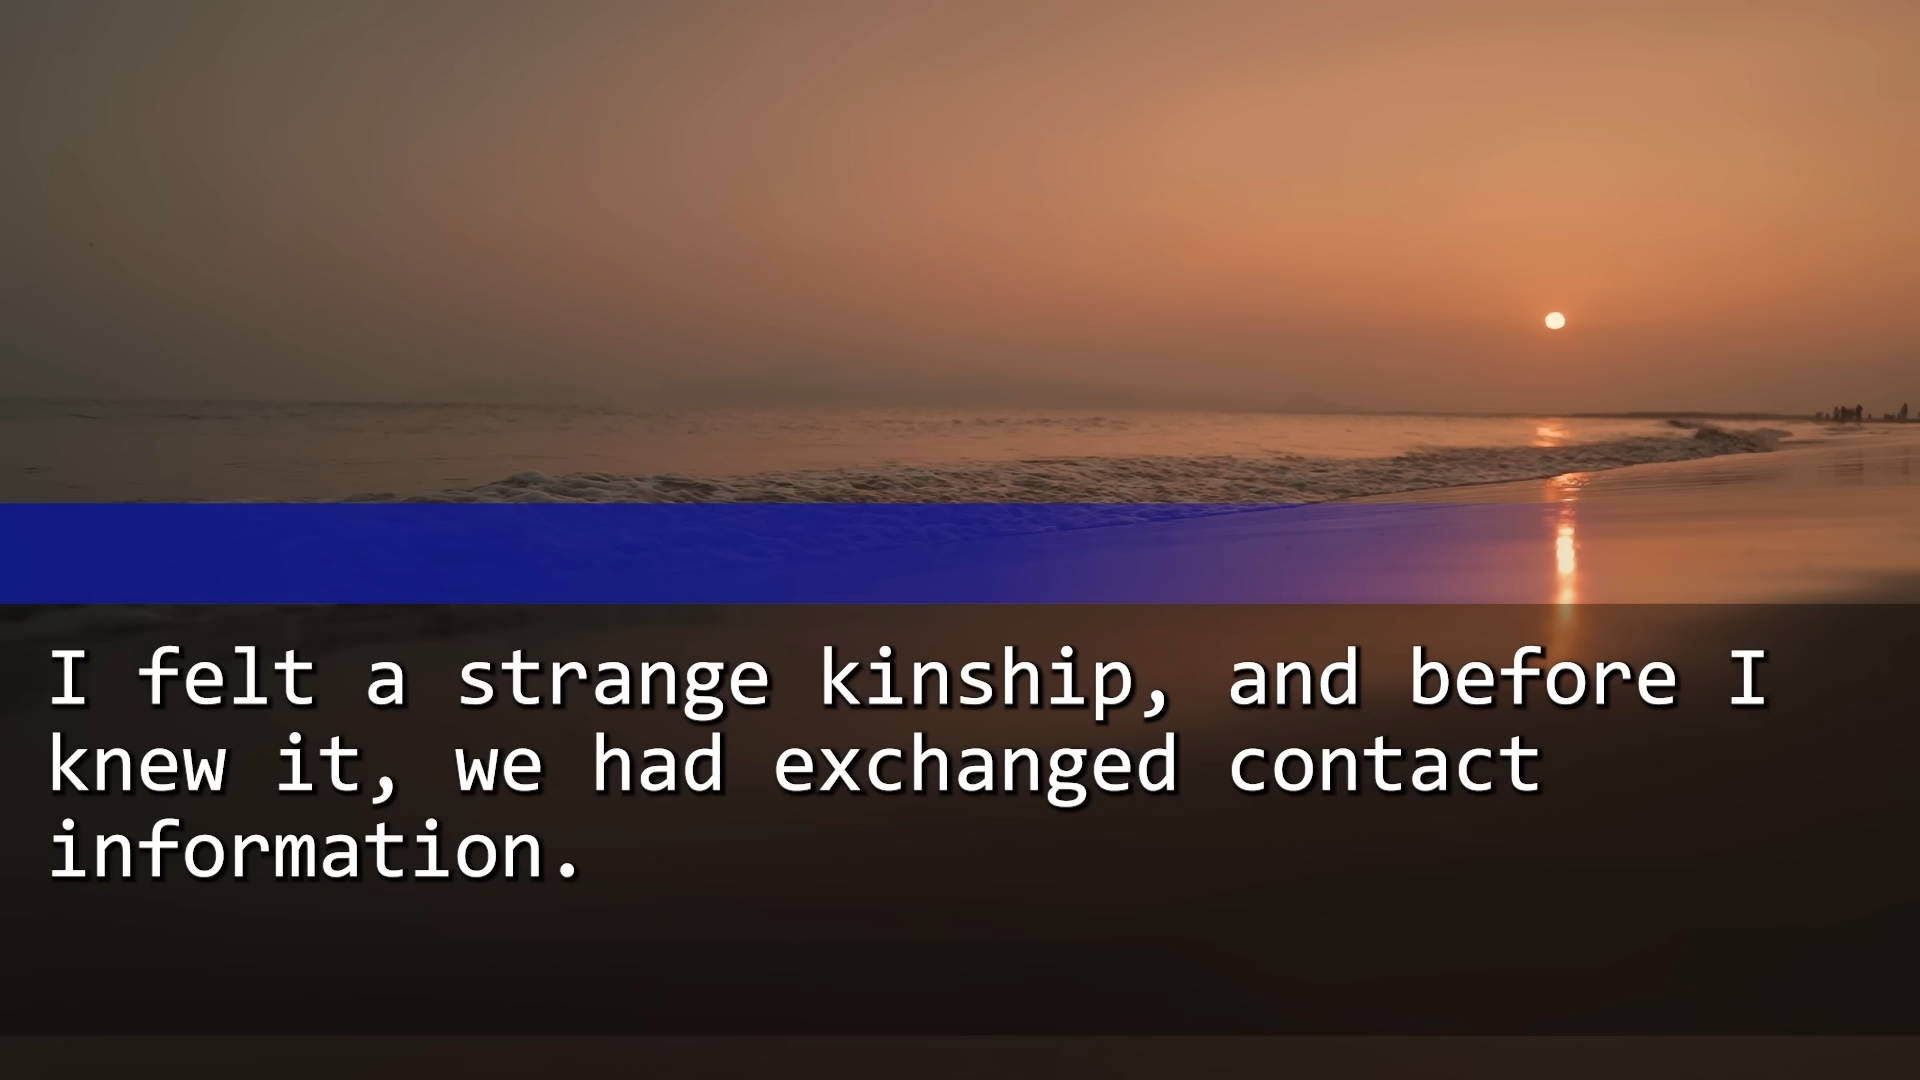 I felt a strange kinship, and before I
knew it, we had exchanged contact
information.